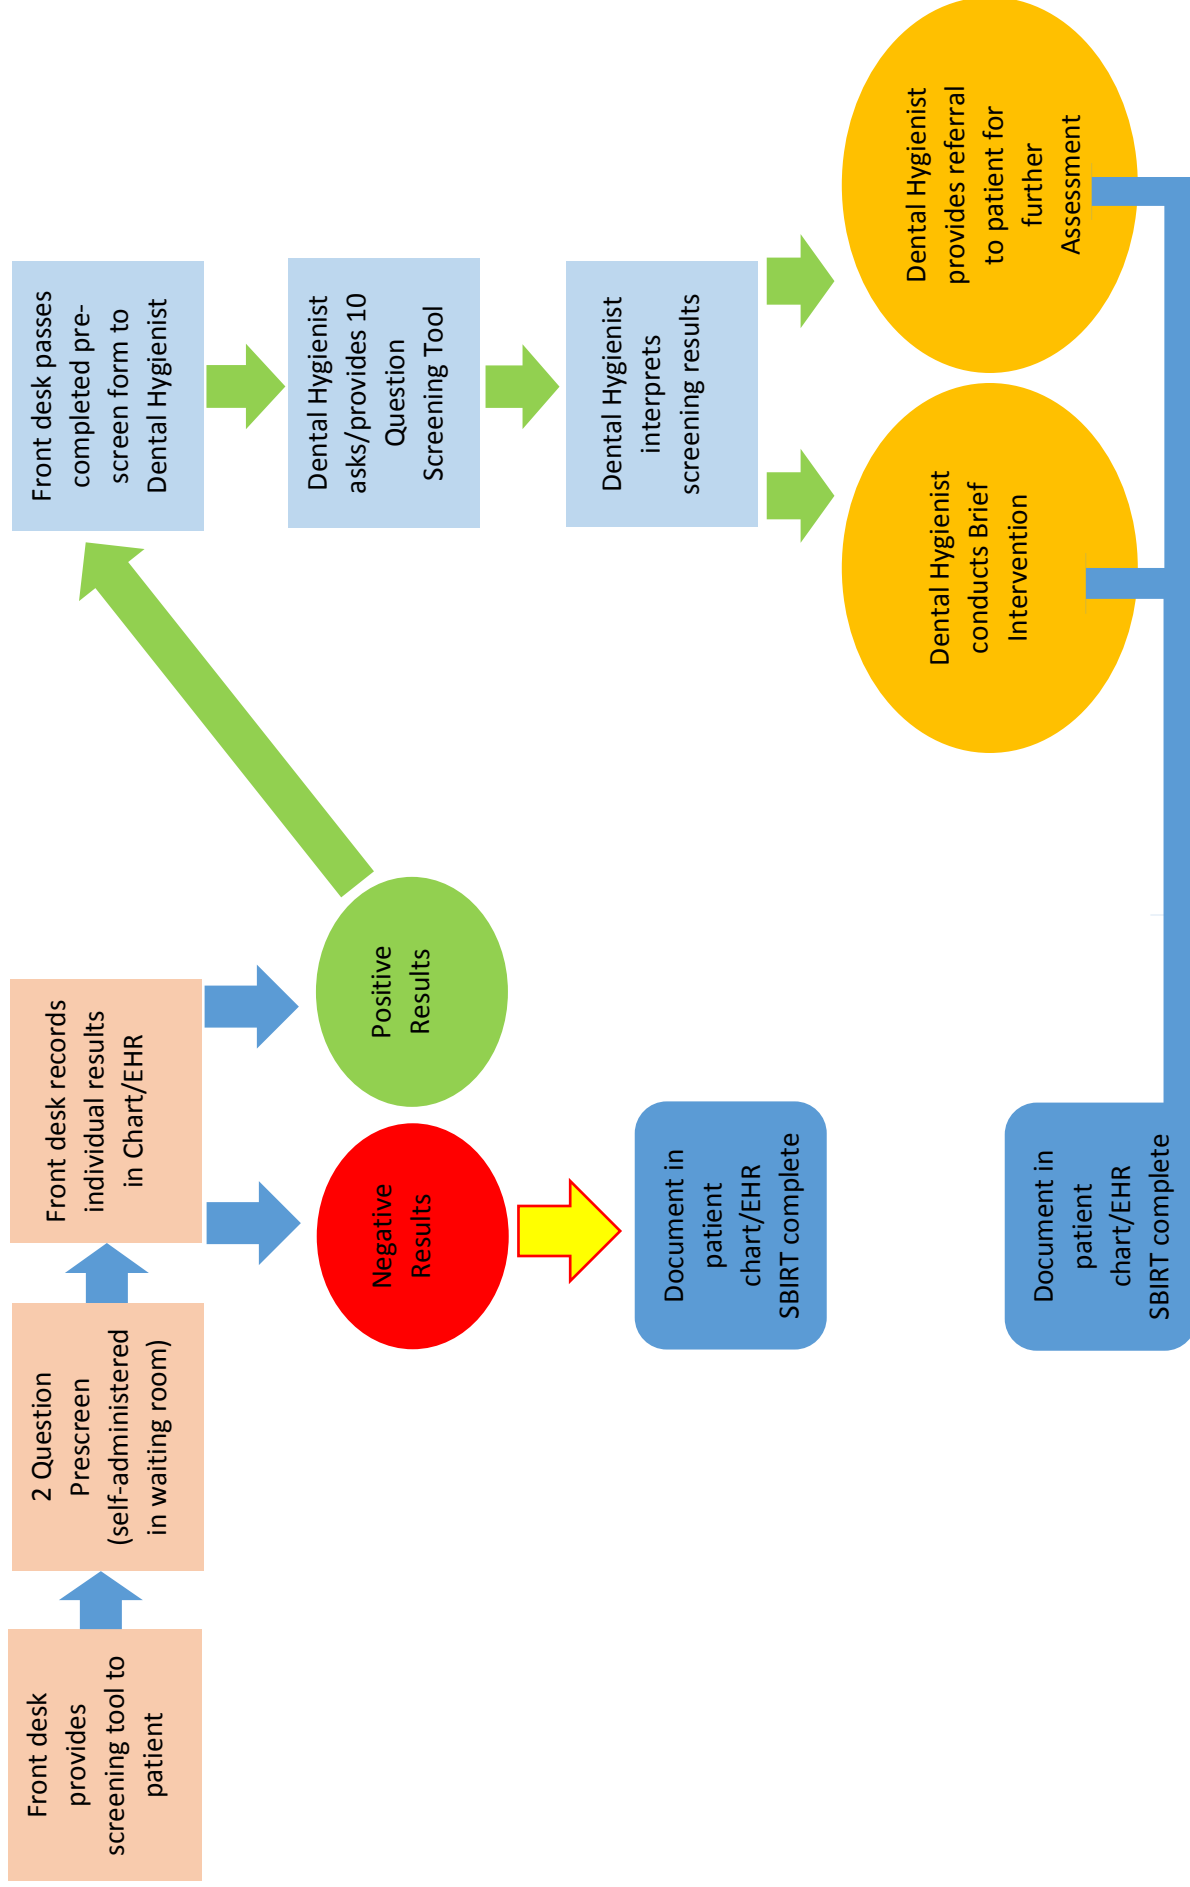 Front desk
provides
screening tool to
patient
2 Question
Prescreen
(self-administered
in waiting room)
Front desk records
individual results
in Chart/EHR
Negative
Results
Positive
Results
Document in
patient
chart/EHR
SBIRT complete
Front desk passes
completed pre-
screen form to
Dental Hygienist
Dental Hygienist
asks/provides 10
Question
Screening Tool
Dental Hygienist
interprets
screening results
Dental Hygienist
conducts Brief
Intervention
Dental Hygienist
provides referral
to patient for
further
Assessment
Document in
patient
chart/EHR
SBIRT complete